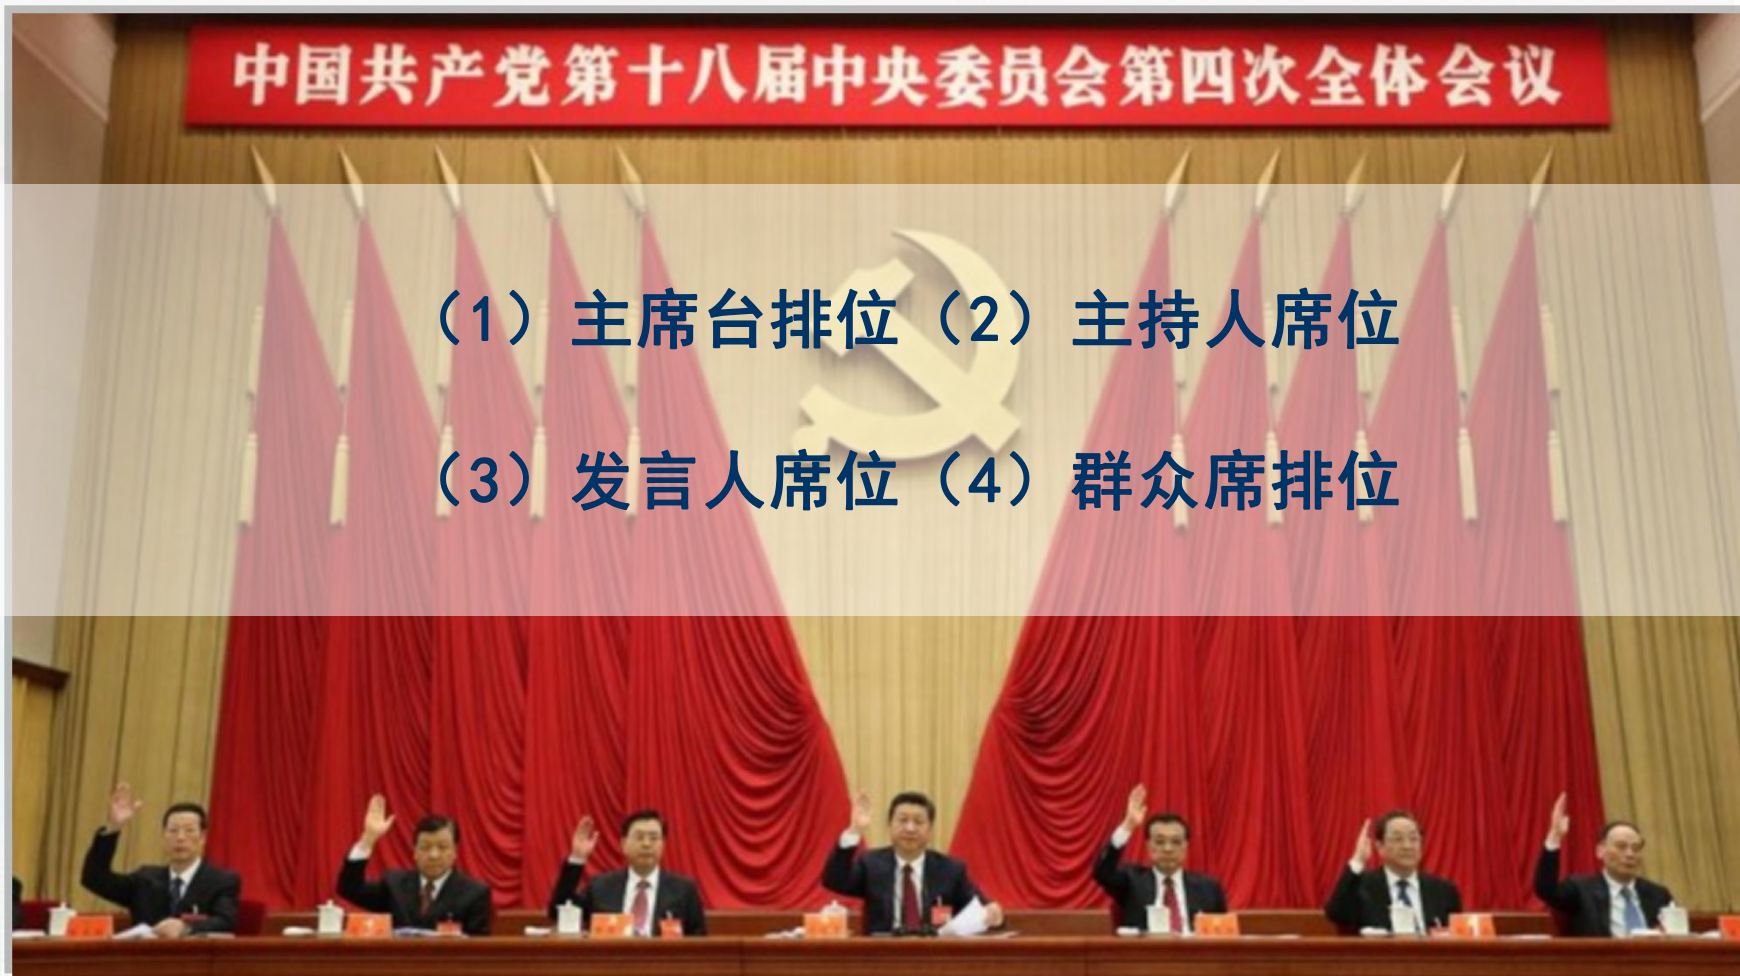 中国共产党第十八届中央委员会第四次全体会议
（1）主席台排位（2）主持人席位
（3）发言人席位（4）群众席排位